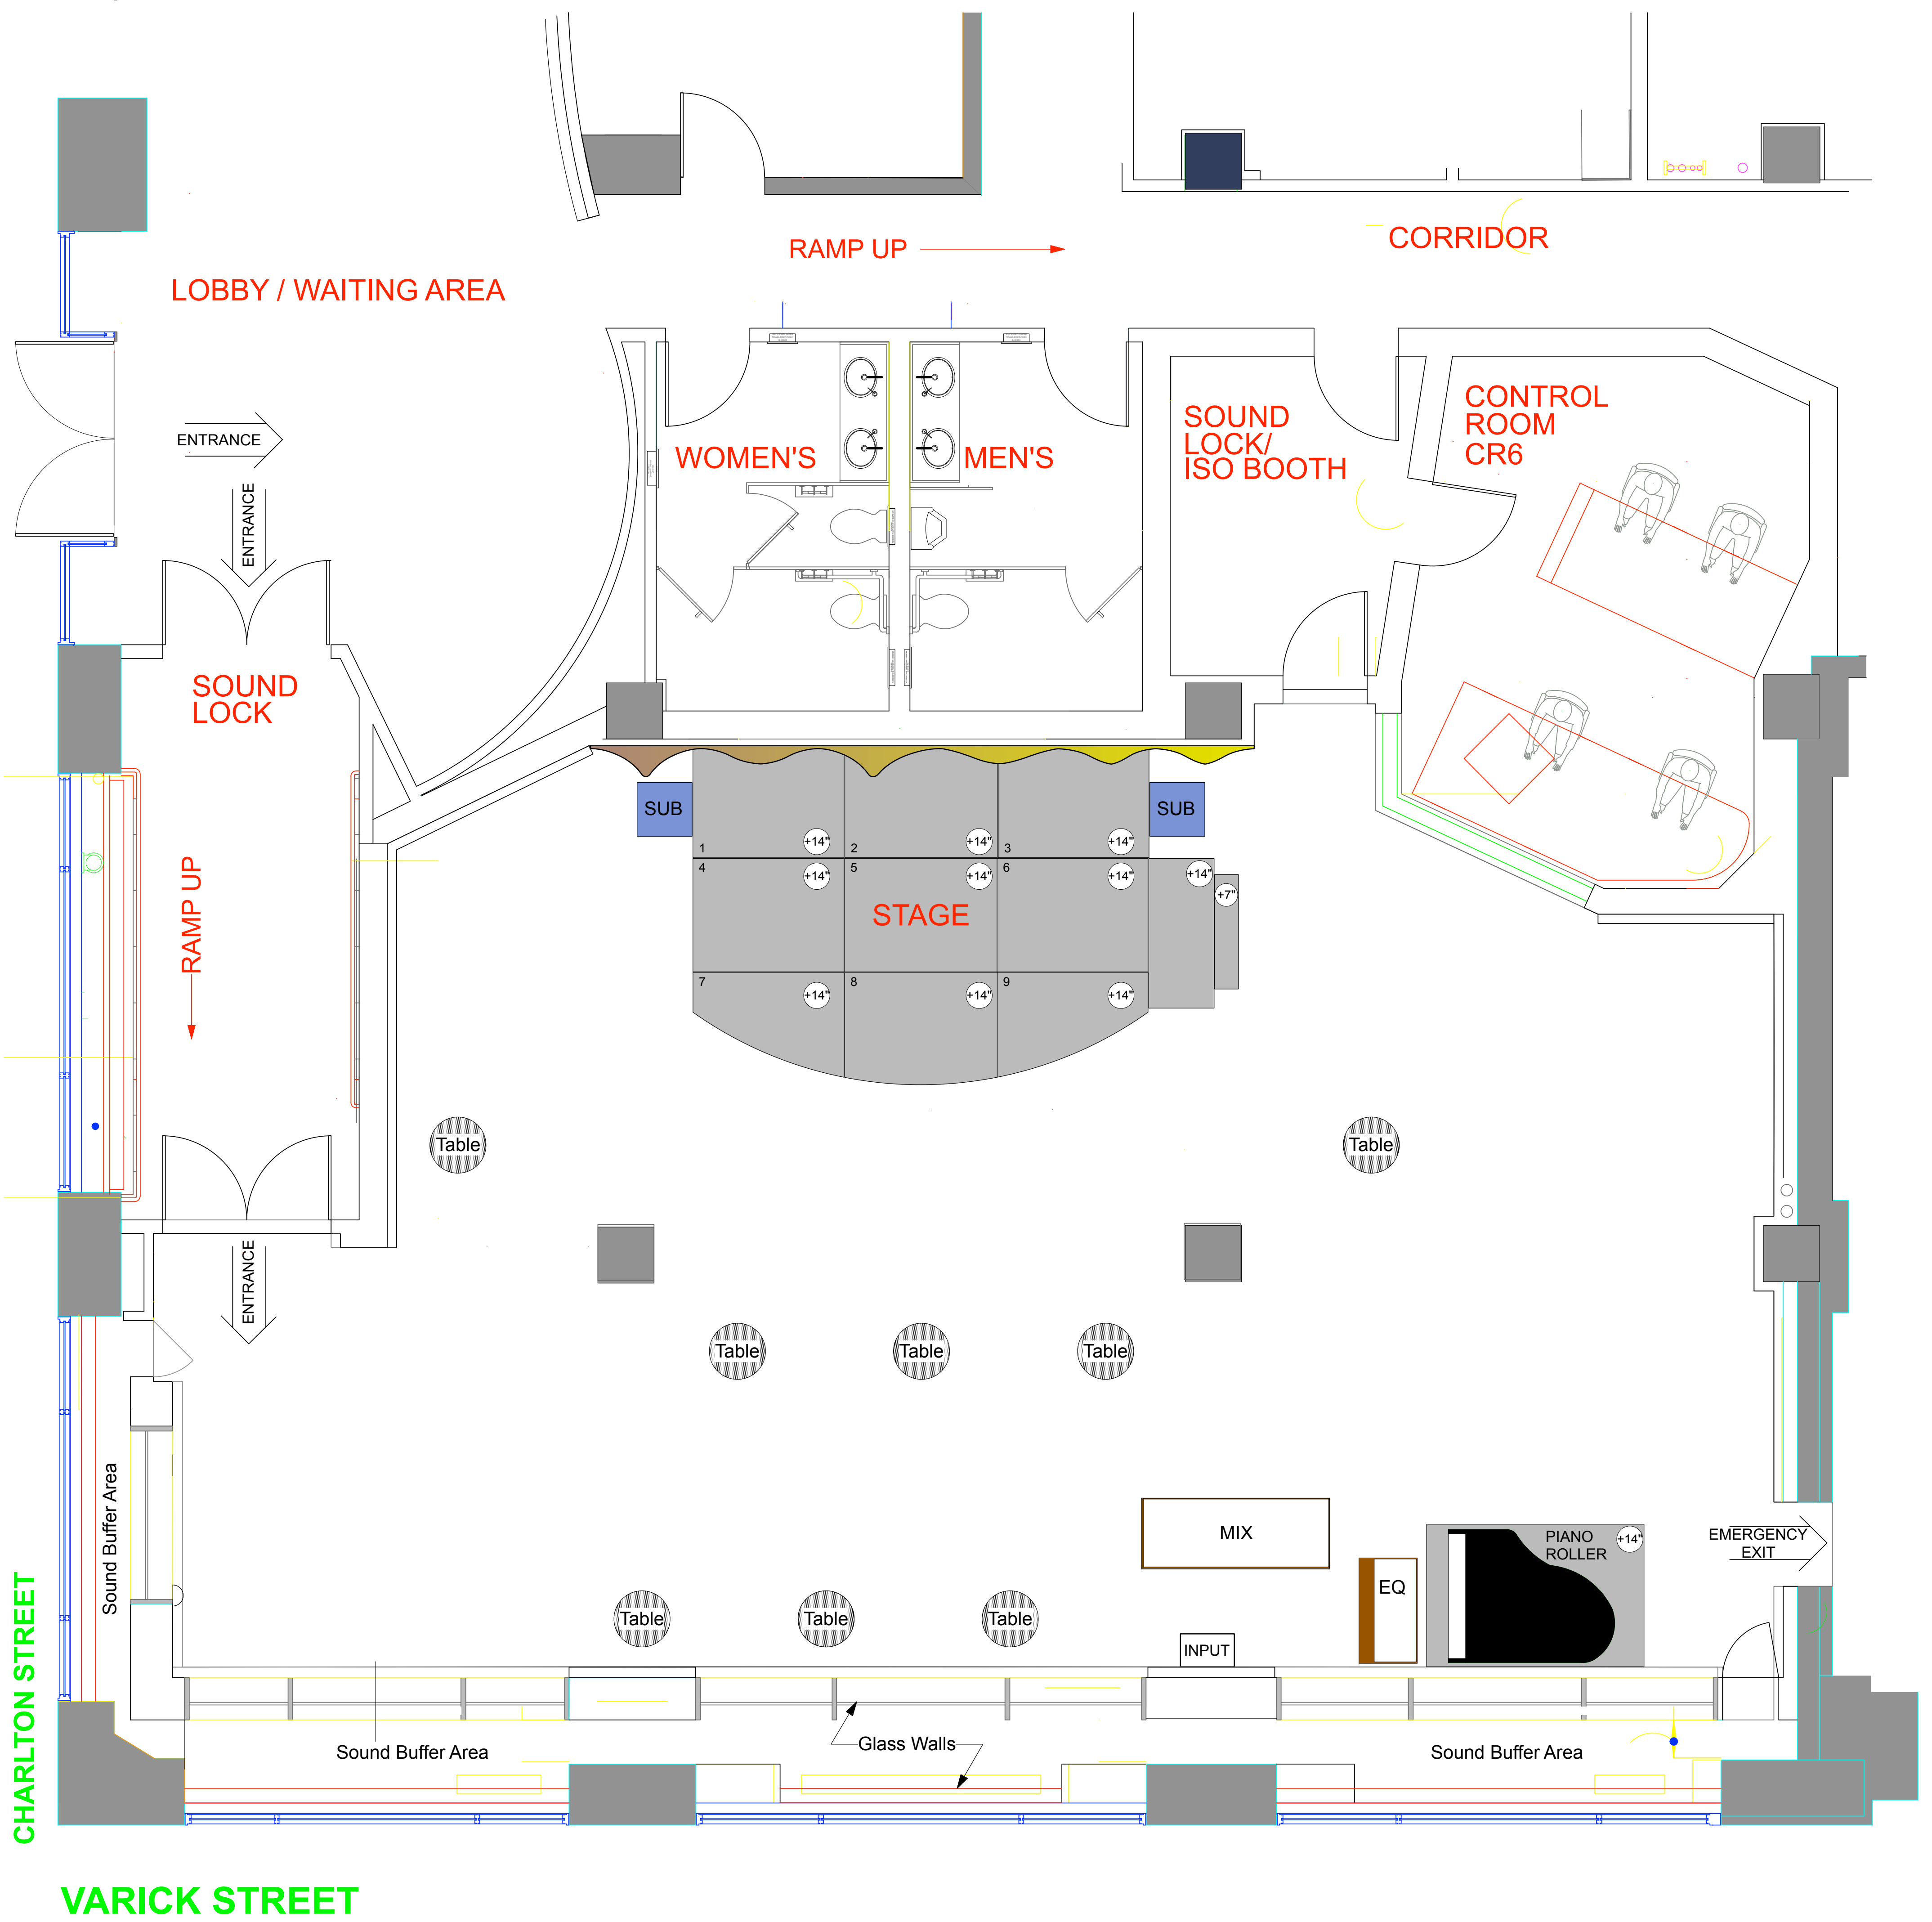 RAMP UP
CORRIDOR
LOBBY / WAITING AREA
ENTRANCE
ENTRANCE
WOMEN'S
MEN'S
SOUND
LOCK/
ISO BOOTH
CONTROL
ROOM
CR6
SOUND
LOCK
RAMP UP
SUB
SUB
1
+14"
2
+14"
3
+14"
4
+14"
5
+14"
6
+14"
+14"
+7"
STAGE
7
+14"
8
+14"
9
+14"
Table
Table
ENTRANCE
Table
Table
Table
Sound Buffer Area
MIX
EQ
PIANO
ROLLER
+14"
EMERGENCY
EXIT
Table
Table
Table
INPUT
Sound Buffer Area
Glass Walls
Sound Buffer Area
CHARLTON STREET
VARICK STREET